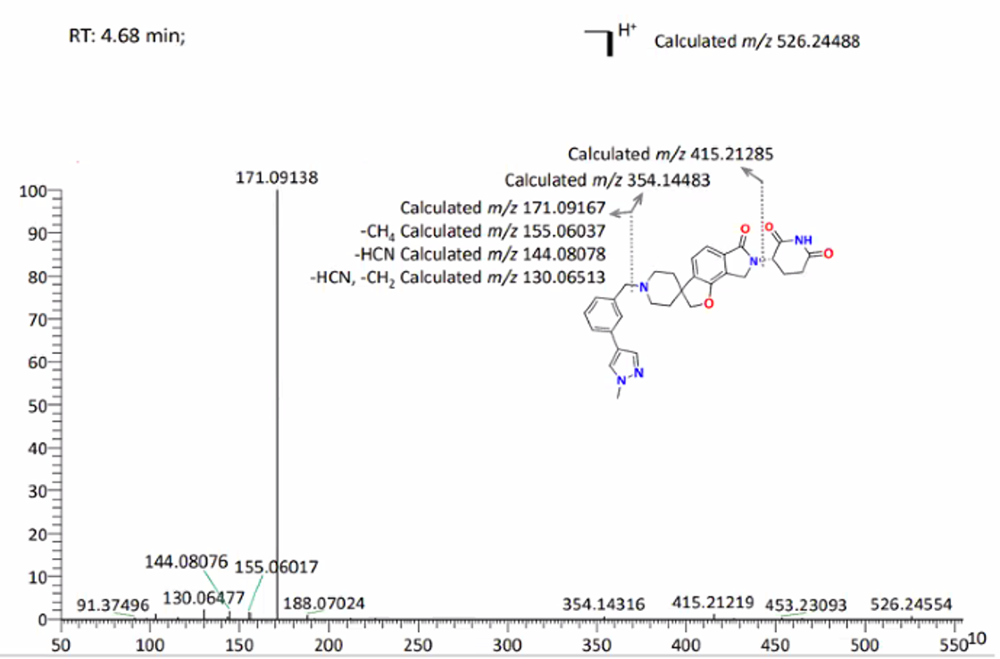 RT: 4.68 min;
H⁺
Calculated m/z 526.24488
Calculated m/z 415.21285
Calculated m/z 354.14483
171.09138
Calculated m/z 171.09167
-CH₄ Calculated m/z 155.06037
-HCN Calculated m/z 144.08078
-HCN, -CH₂ Calculated m/z 130.06513
O
O
NH
O
N
N
O
N
N
100
90
80
70
60
50
40
30
20
10
0
144.08076
155.06017
130.06477
91.37496
188.07024
354.14316
415.21219
453.23093
526.24554
50
100
150
200
250
300
350
400
450
500
550
10